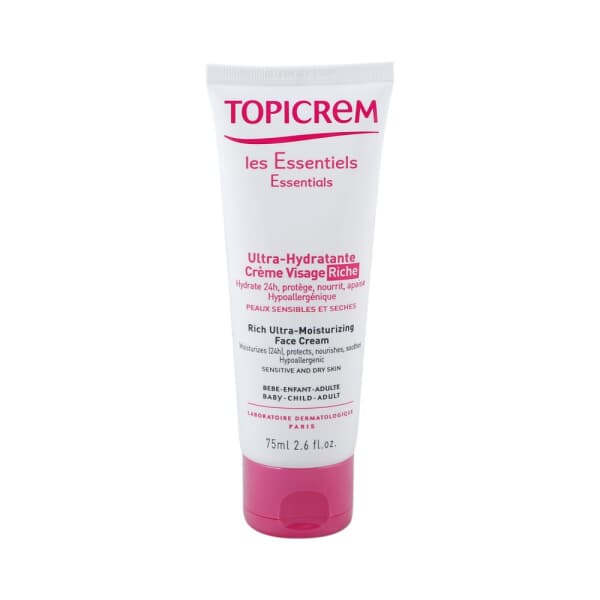 TOPICREM
les Essentiels
Essentials
Ultra-Hydratante
Crème Visage Riche
Hydrate 24h, protège, nourrit, apaise
Hypoallergénique
PEAUX SENSIBLES ET SECHES
Rich Ultra-Moisturizing
Face Cream
Moisturizes (24h), protects, nourishes, soothes
Hypoallergenic
SENSITIVE AND DRY SKIN
BEBE-ENFANT-ADULTE
BABY-CHILD-ADULT
LABORATOIRE DERMATOLOGIQUE
PARIS
75ml 2.6 fl.oz.